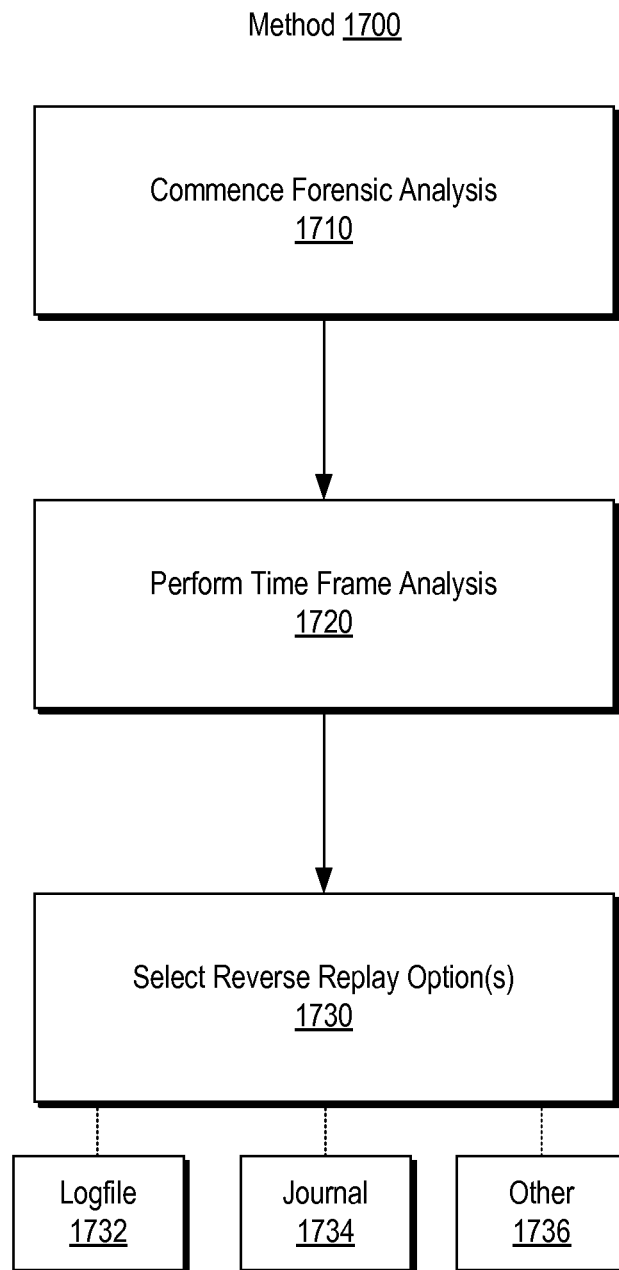 Method 1700
Commence Forensic Analysis
1710
Perform Time Frame Analysis
1720
Select Reverse Replay Option(s)
1730
Logfile
1732
Journal
1734
Other
1736